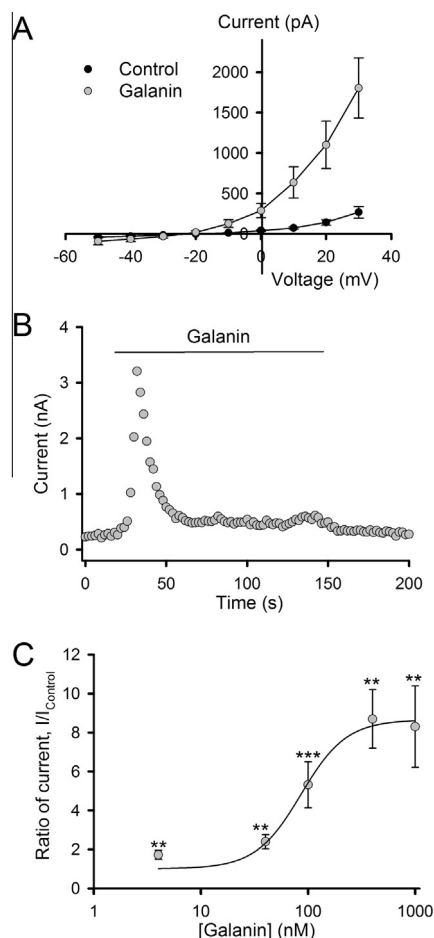 A
Current (pA)
Control
Galanin
2000
1500
1000
500
0
-60 -40 -20 0 20 40
Voltage (mV)
B
Galanin
4
3
2
1
0
Current (nA)
0 50 100 150 200
Time (s)
C
12
10
8
6
4
2
0
Ratio of current, I/IControl
** ** *** ** **
1 10 100 1000
[Galanin] (nM)